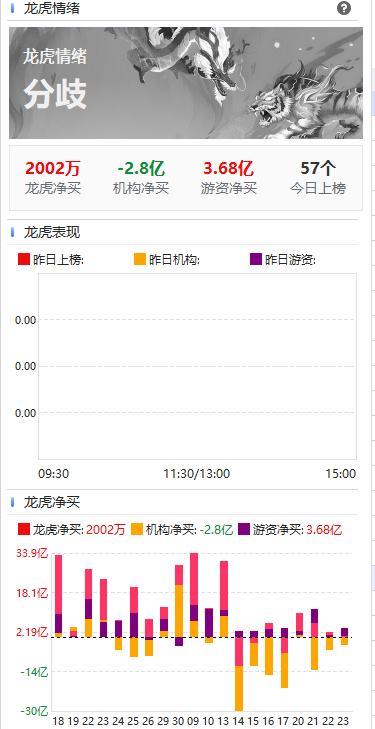 龙虎情绪 ?
龙虎情绪
分歧
2002万 -2.8亿 3.68亿 57个
龙虎净买 机构净买 游资净买 今日上榜
龙虎表现
昨日上榜: 昨日机构: 昨日游资:
0.00
0.00
0.00
09:30 11:30/13:00 15:00
龙虎净买
龙虎净买: 2002万 机构净买: -2.8亿 游资净买: 3.68亿
33.9亿
18.1亿
2.19亿
-14亿
-30亿
18 19 22 23 24 25 26 29 30 09 10 13 14 15 16 17 20 21 22 23